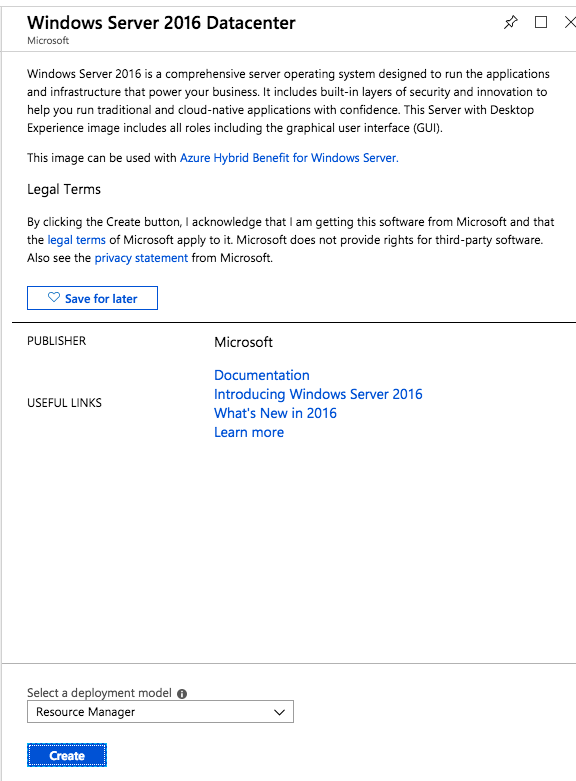 Windows Server 2016 Datacenter
Microsoft
Windows Server 2016 is a comprehensive server operating system designed to run the applications
and infrastructure that power your business. It includes built-in layers of security and innovation to
help you run traditional and cloud-native applications with confidence. This Server with Desktop
Experience image includes all roles including the graphical user interface (GUI).
This image can be used with Azure Hybrid Benefit for Windows Server.
Legal Terms
By clicking the Create button, I acknowledge that I am getting this software from Microsoft and that
the legal terms of Microsoft apply to it. Microsoft does not provide rights for third-party software.
Also see the privacy statement from Microsoft.
Save for later
PUBLISHER Microsoft
USEFUL LINKS
Documentation
Introducing Windows Server 2016
What's New in 2016
Learn more
Select a deployment model
Resource Manager
Create